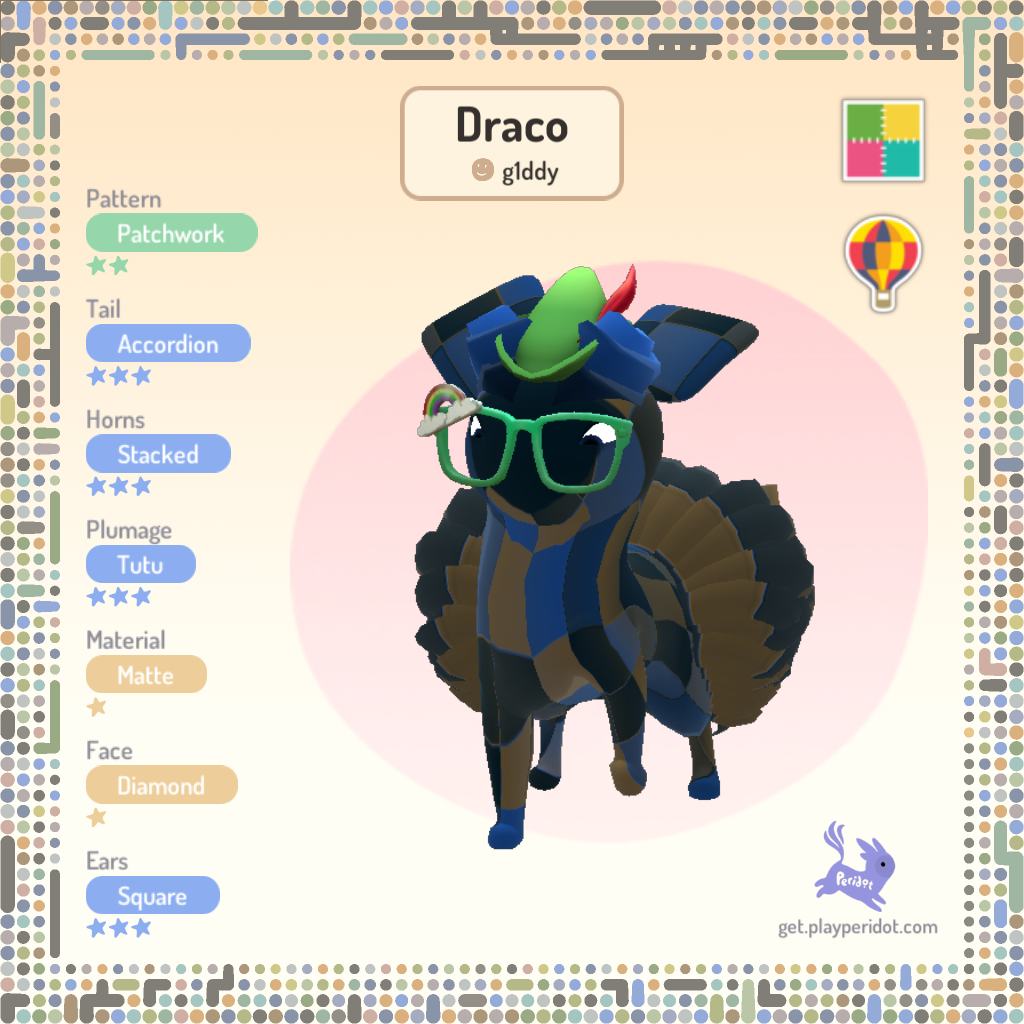 Draco
g1ddy
Pattern
Patchwork
Tail
Accordion
Horns
Stacked
Plumage
Tutu
Material
Matte
Face
Diamond
Ears
Square
Peridot
get.playperidot.com